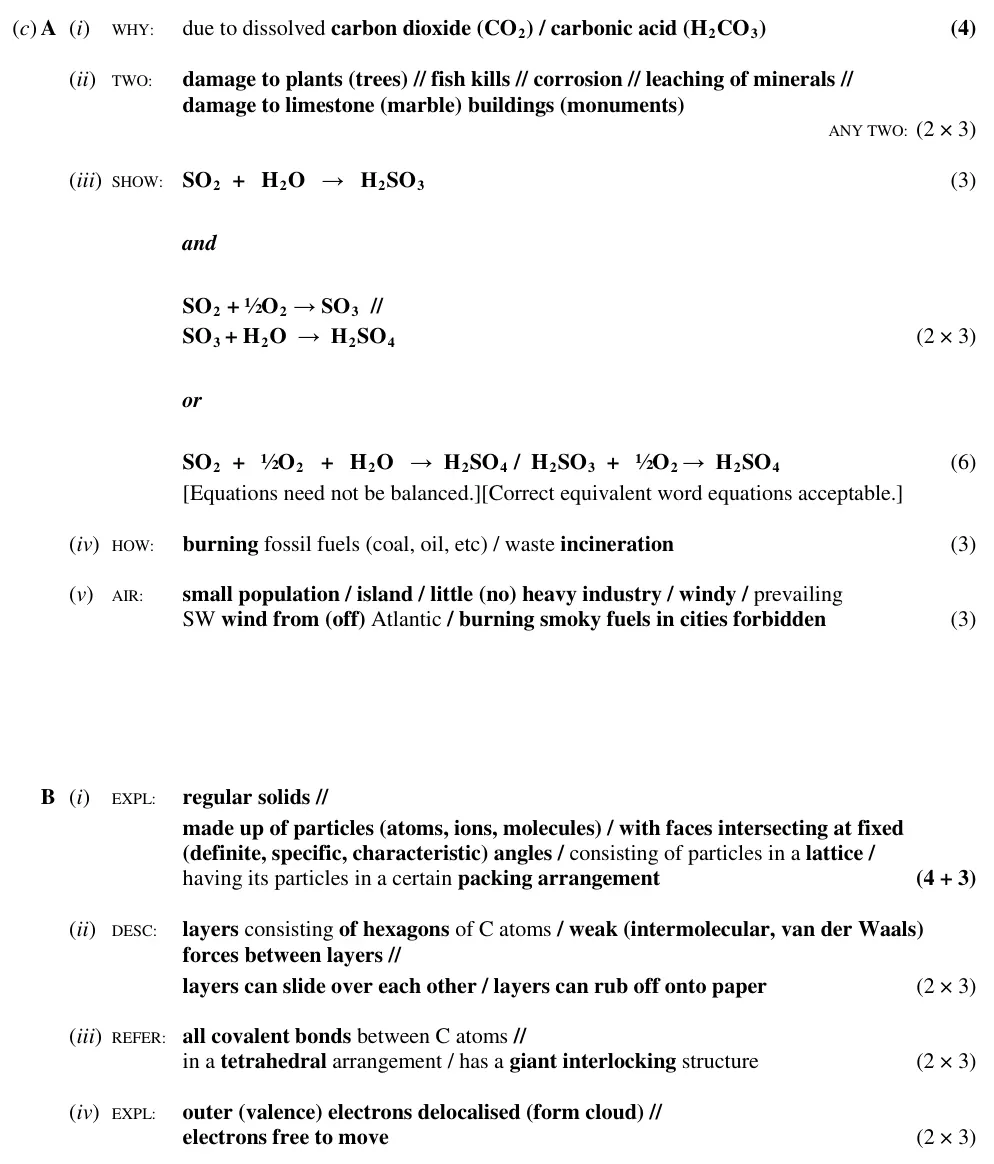 (c) A (i) WHY: due to dissolved carbon dioxide (CO₂) / carbonic acid (H₂CO₃) (4)
(ii) TWO: damage to plants (trees) // fish kills // corrosion // leaching of minerals //
damage to limestone (marble) buildings (monuments)
ANY TWO: (2 × 3)
(iii) SHOW: SO₂ + H₂O → H₂SO₃ (3)
and
SO₂ + ½O₂ → SO₃ //
SO₃ + H₂O → H₂SO₄ (2 × 3)
or
SO₂ + ½O₂ + H₂O → H₂SO₄ / H₂SO₃ + ½O₂ → H₂SO₄ (6)
[Equations need not be balanced.][Correct equivalent word equations acceptable.]
(iv) HOW: burning fossil fuels (coal, oil, etc) / waste incineration (3)
(v) AIR: small population / island / little (no) heavy industry / windy / prevailing
SW wind from (off) Atlantic / burning smoky fuels in cities forbidden (3)
B (i) EXPL: regular solids //
made up of particles (atoms, ions, molecules) / with faces intersecting at fixed
(definite, specific, characteristic) angles / consisting of particles in a lattice /
having its particles in a certain packing arrangement (4 + 3)
(ii) DESC: layers consisting of hexagons of C atoms / weak (intermolecular, van der Waals)
forces between layers //
layers can slide over each other / layers can rub off onto paper (2 × 3)
(iii) REFER: all covalent bonds between C atoms //
in a tetrahedral arrangement / has a giant interlocking structure (2 × 3)
(iv) EXPL: outer (valence) electrons delocalised (form cloud) //
electrons free to move (2 × 3)